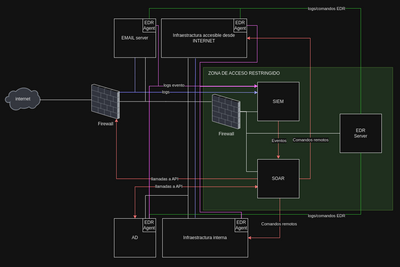 logs/comandos EDR
EMAIL server
EDR
Agent
Infraestructura accesible desde
INTERNET
EDR
Agent
ZONA DE ACCESO RESTRINGIDO
internet
Firewall
logs evento
logs
SIEM
Firewall
EDR
Server
Eventos
Comandos remotos
SOAR
llamadas a API
llamadas a API
logs/comandos EDR
Comandos remotos
AD
EDR
Agent
Infraestructura interna
EDR
Agent